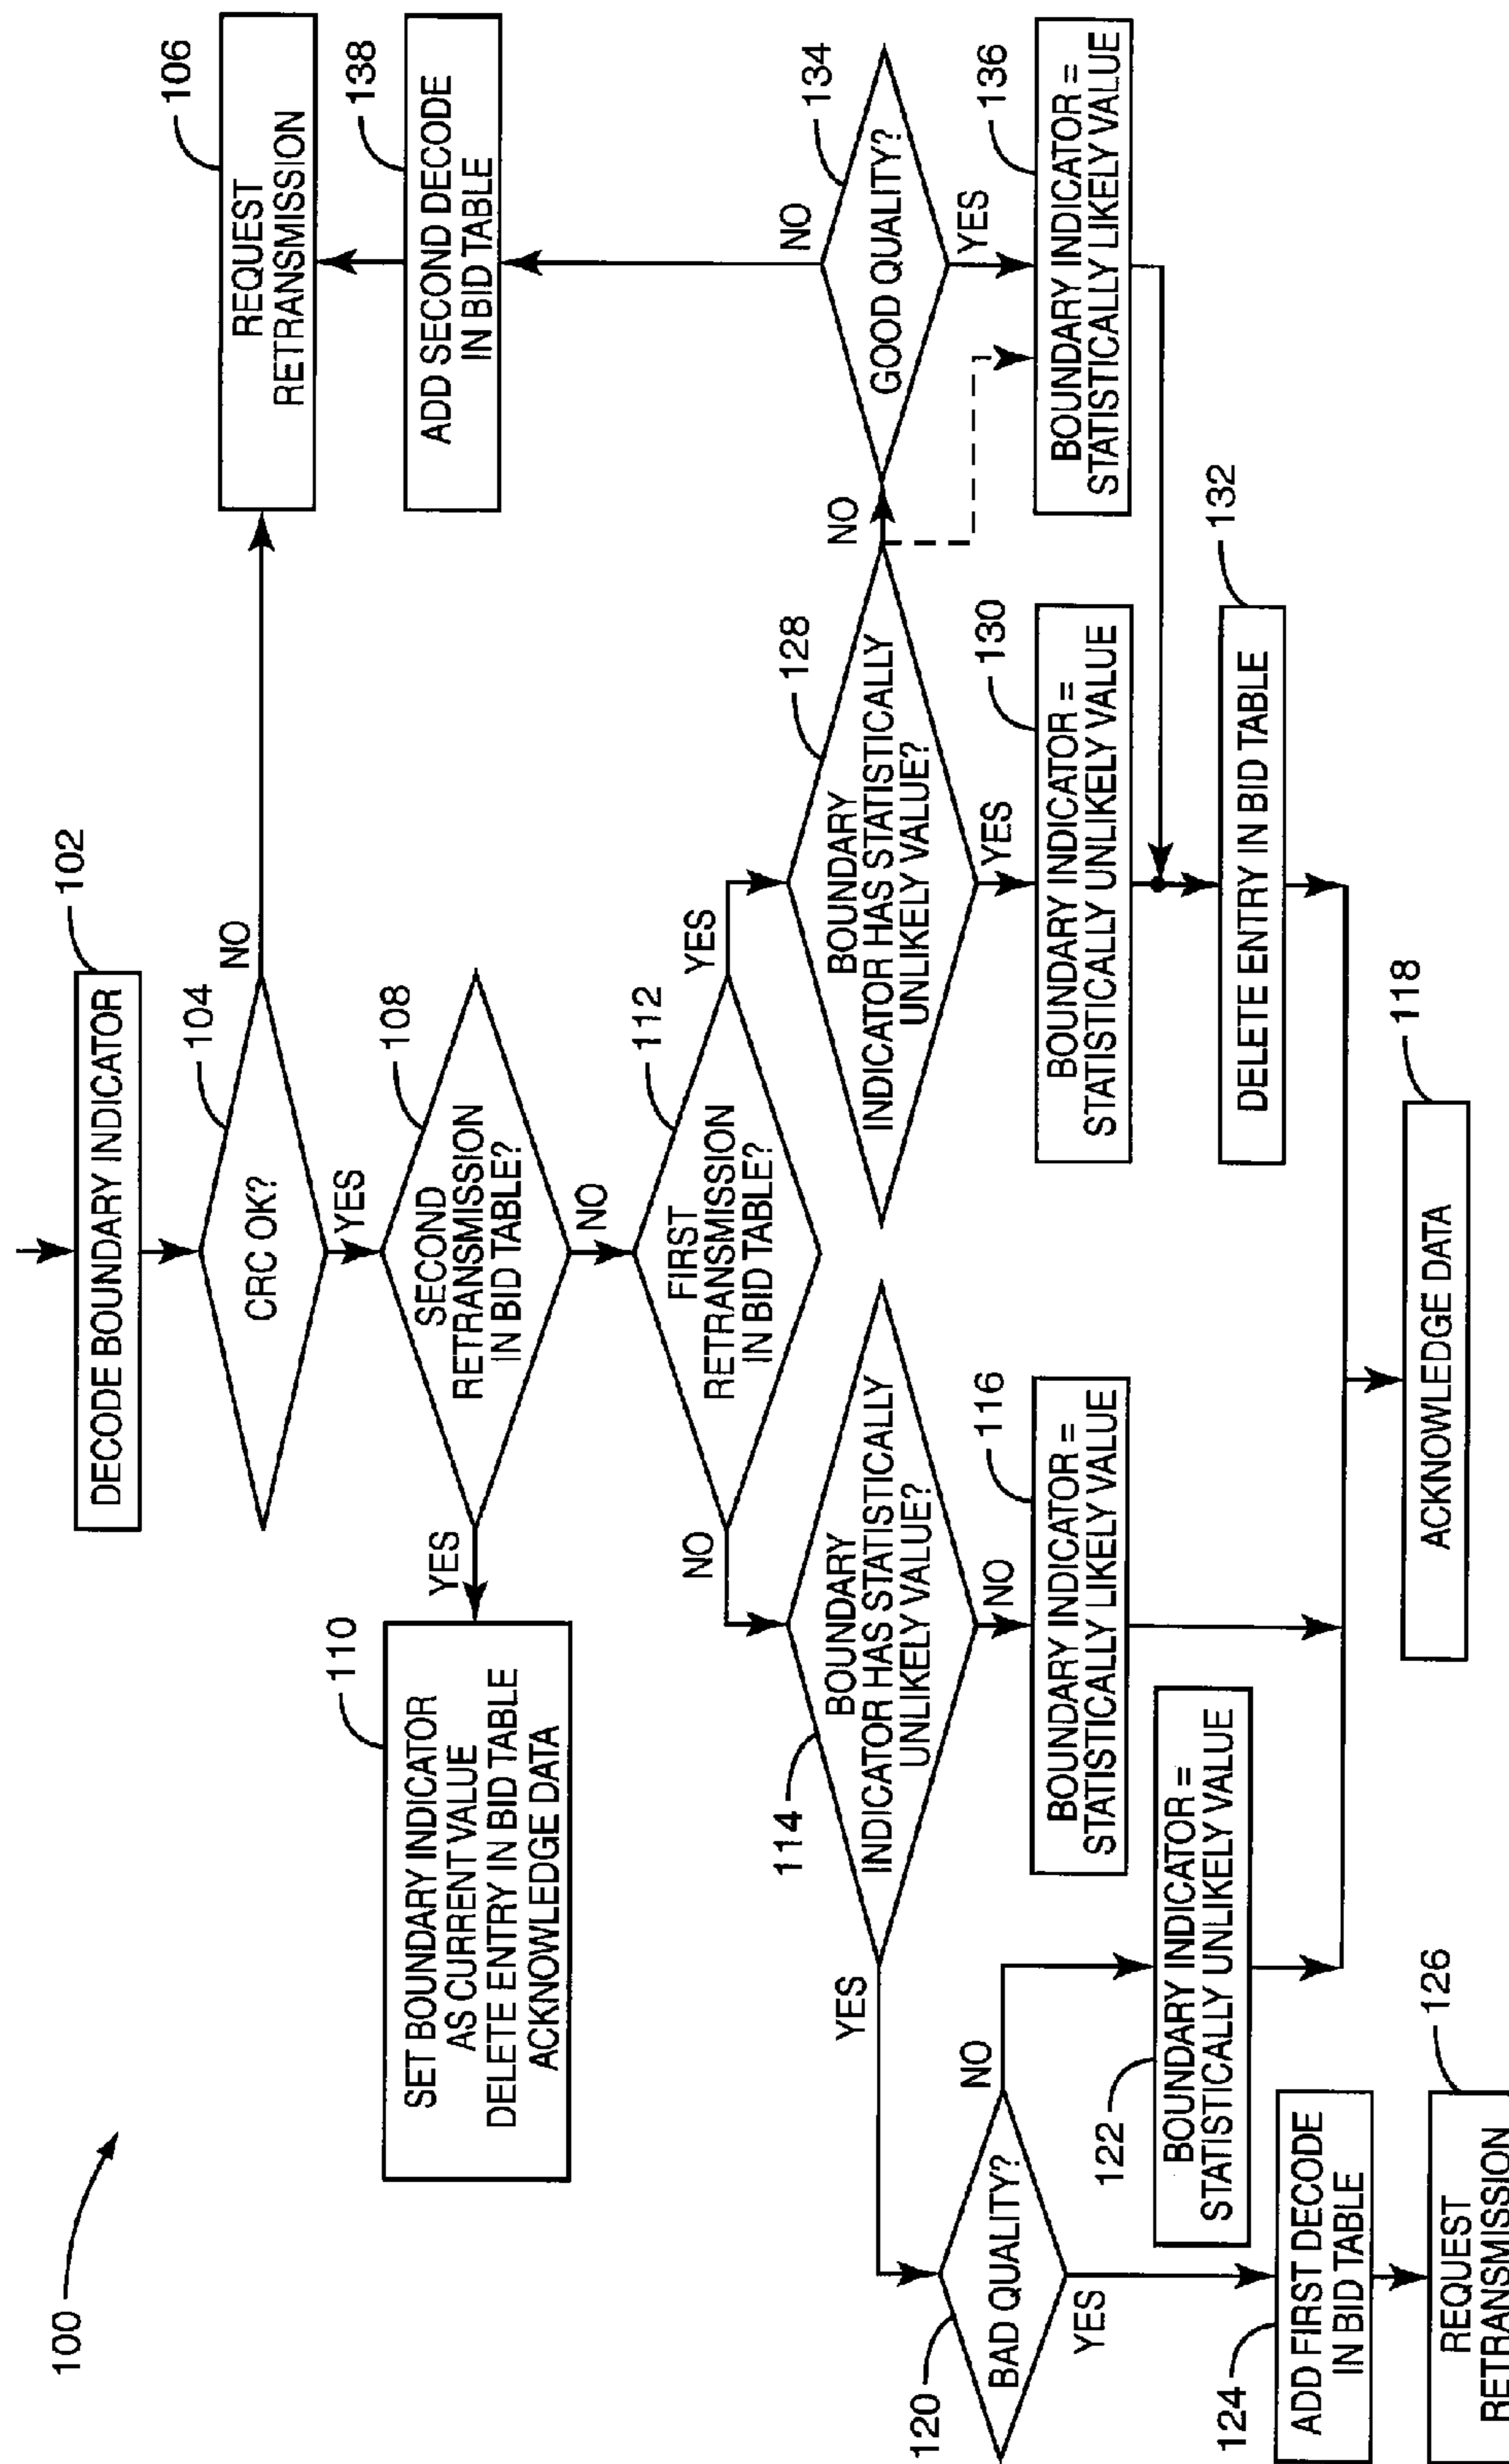 100
102
DECODE BOUNDARY INDICATOR
104
CRC OK?
NO
YES
106
REQUEST
RETRANSMISSION
108
SECOND
RETRANSMISSION
IN BID TABLE?
YES
NO
110
SET BOUNDARY INDICATOR
AS CURRENT VALUE
DELETE ENTRY IN BID TABLE
ACKNOWLEDGE DATA
138
ADD SECOND DECODE
IN BID TABLE
112
FIRST
RETRANSMISSION
IN BID TABLE?
NO
YES
114
BOUNDARY
INDICATOR HAS STATISTICALLY
UNLIKELY VALUE?
YES
NO
128
BOUNDARY
INDICATOR HAS STATISTICALLY
UNLIKELY VALUE?
NO
YES
134
GOOD QUALITY?
NO
YES
120
BAD QUALITY?
NO
YES
116
BOUNDARY INDICATOR =
STATISTICALLY LIKELY VALUE
130
BOUNDARY INDICATOR =
STATISTICALLY UNLIKELY VALUE
136
BOUNDARY INDICATOR =
STATISTICALLY LIKELY VALUE
122
BOUNDARY INDICATOR =
STATISTICALLY UNLIKELY VALUE
132
DELETE ENTRY IN BID TABLE
124
ADD FIRST DECODE
IN BID TABLE
118
ACKNOWLEDGE DATA
126
REQUEST
RETRANSMISSION